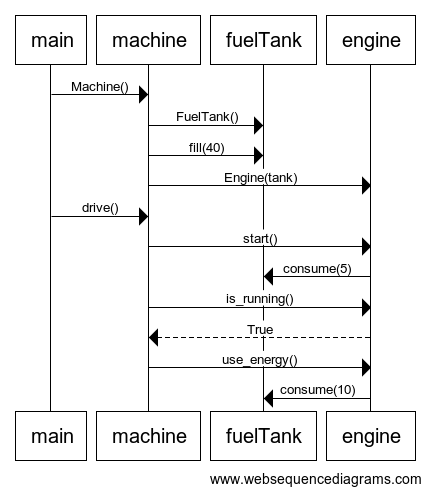 main machine fuelTank engine
Machine()
FuelTank()
fill(40)
Engine(tank)
drive()
start()
consume(5)
is_running()
True
use_energy()
consume(10)
main machine fuelTank engine
www.websequencediagrams.com